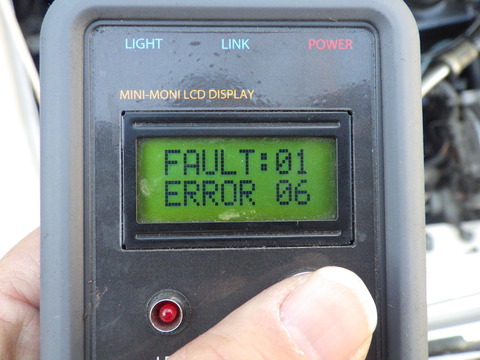 LIGHT LINK POWER
MINI-MONI LCD DISPLAY
FAULT:01
ERROR 06